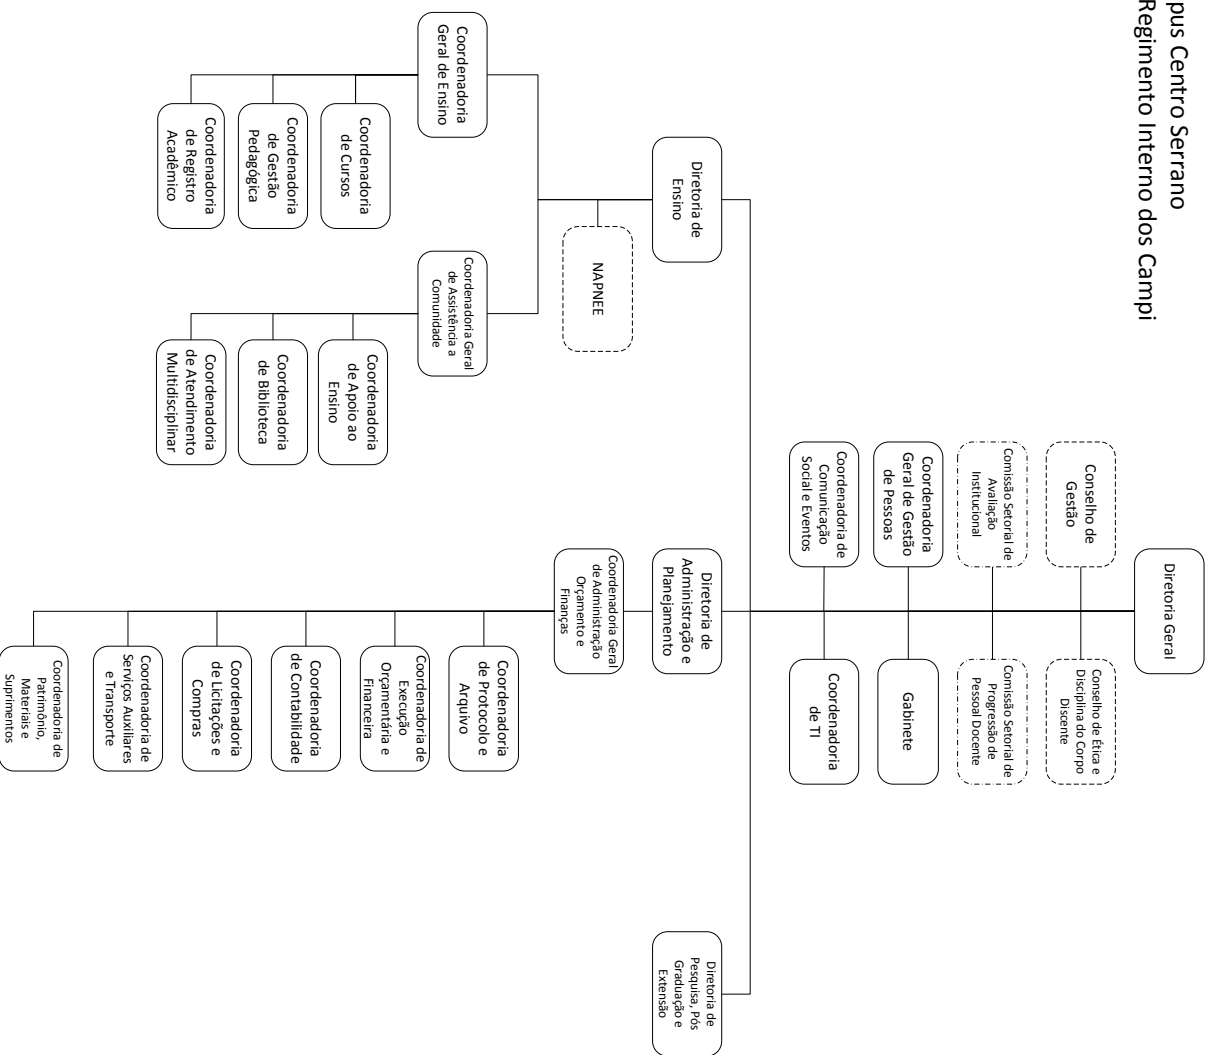 pus Centro Serrano
Regimento Interno dos Campi
Diretoria Geral
Conselho de
Gestão
Conselho de Ética e
Disciplina do Corpo
Discente
Comissão Setorial de
Avaliação
Institucional
Comissão Setorial de
Progressão de
Pessoal Docente
Coordenadoria
Geral de Gestão
de Pessoas
Gabinete
Coordenadoria de
Comunicação
Social e Eventos
Coordenadoria
de TI
Diretoria de
Ensino
Diretoria de
Administração e
Planejamento
Diretoria de
Pesquisa, Pós
Graduação e
Extensão
NAPNEE
Coordenadoria
Geral de Ensino
Coordenadoria Geral
de Assistência a
Comunidade
Coordenadoria Geral
de Administração
Orçamento e
Finanças
Coordenadoria
de Cursos
Coordenadoria
de Gestão
Pedagógica
Coordenadoria
de Registro
Acadêmico
Coordenadoria
de Apoio ao
Ensino
Coordenadoria
de Biblioteca
Coordenadoria
de Atendimento
Multidisciplinar
Coordenadoria
de Protocolo e
Arquivo
Coordenadoria de
Execução
Orçamentária e
Financeira
Coordenadoria
de Contabilidade
Coordenadoria
de Licitações e
Compras
Coordenadoria de
Serviços Auxiliares
e Transporte
Coordenadoria de
Patrimônio,
Materiais e
Suprimentos